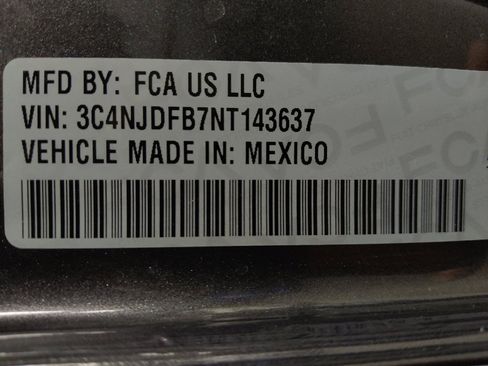 MFD BY: FCA US LLC
VIN: 3C4NJDFB7NT143637
VEHICLE MADE IN: MEXICO